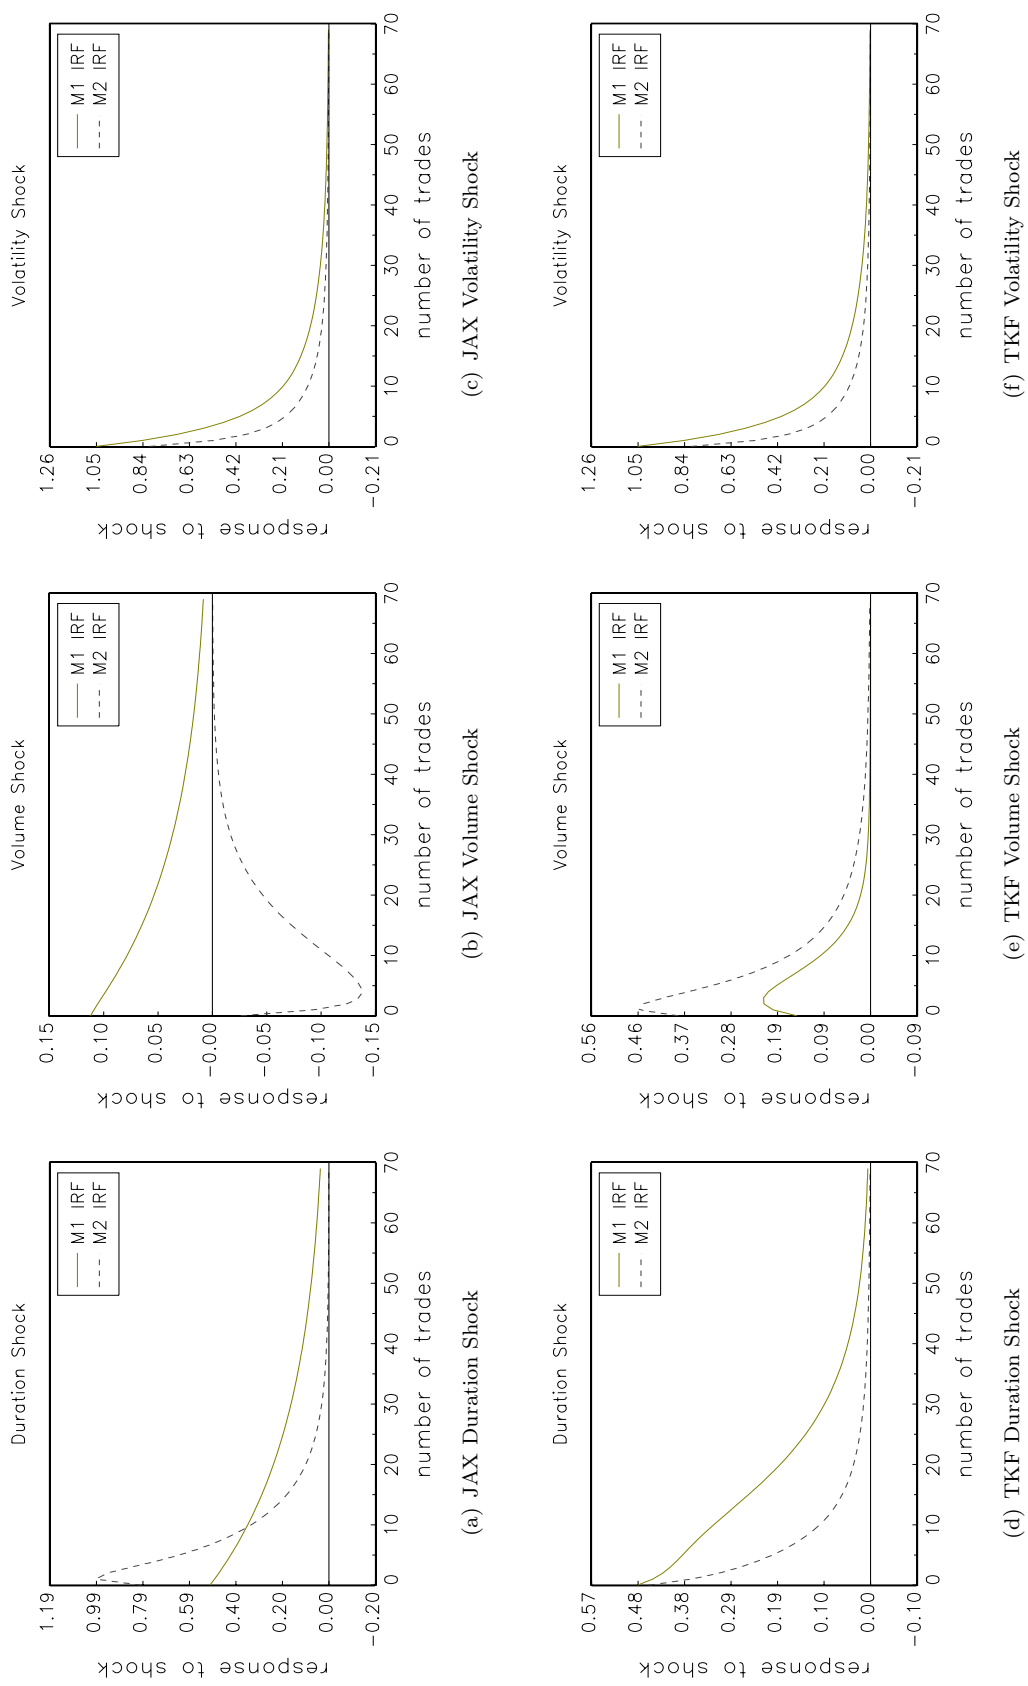 Duration Shock
M1 IRF
M2 IRF
response to shock
1.19
0.99
0.79
0.59
0.40
0.20
0.00
−0.20
0 10 20 30 40 50 60 70
number of trades
(a) JAX Duration Shock
Volume Shock
M1 IRF
M2 IRF
response to shock
0.15
0.10
0.05
−0.00
−0.05
−0.10
−0.15
0 10 20 30 40 50 60 70
number of trades
(b) JAX Volume Shock
Volatility Shock
M1 IRF
M2 IRF
response to shock
1.26
1.05
0.84
0.63
0.42
0.21
0.00
−0.21
0 10 20 30 40 50 60 70
number of trades
(c) JAX Volatility Shock
Duration Shock
M1 IRF
M2 IRF
response to shock
0.57
0.48
0.38
0.29
0.19
0.10
0.00
−0.10
0 10 20 30 40 50 60 70
number of trades
(d) TKF Duration Shock
Volume Shock
M1 IRF
M2 IRF
response to shock
0.56
0.46
0.37
0.28
0.19
0.09
0.00
−0.09
0 10 20 30 40 50 60 70
number of trades
(e) TKF Volume Shock
Volatility Shock
M1 IRF
M2 IRF
response to shock
1.26
1.05
0.84
0.63
0.42
0.21
0.00
−0.21
0 10 20 30 40 50 60 70
number of trades
(f) TKF Volatility Shock